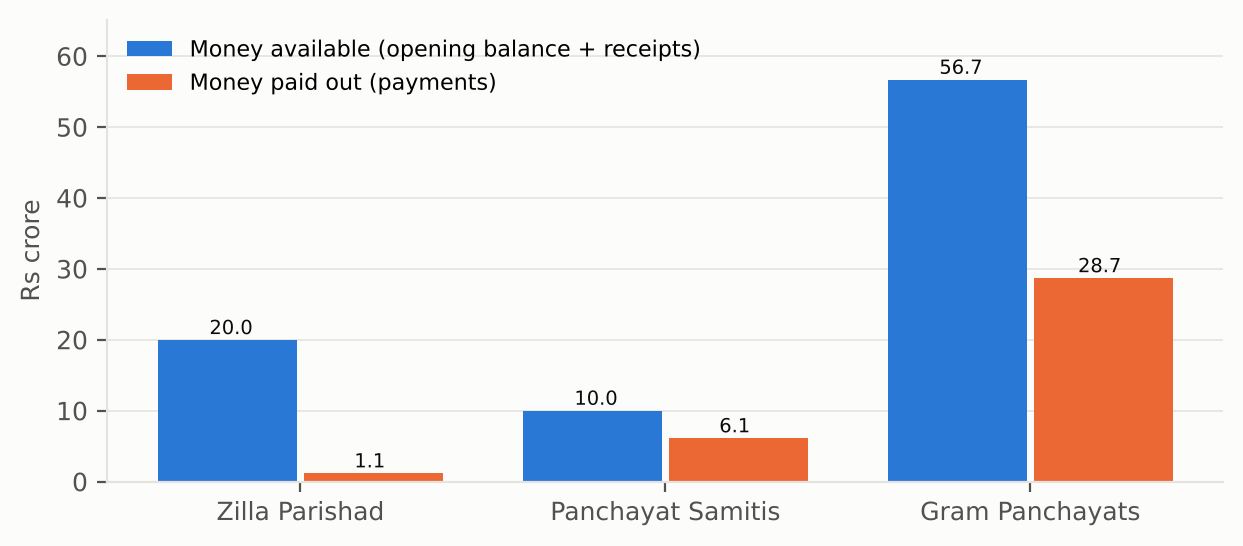 Money available (opening balance + receipts)
Money paid out (payments)
Rs crore
60
50
40
30
20
10
0
20.0
1.1
10.0
6.1
56.7
28.7
Zilla Parishad
Panchayat Samitis
Gram Panchayats